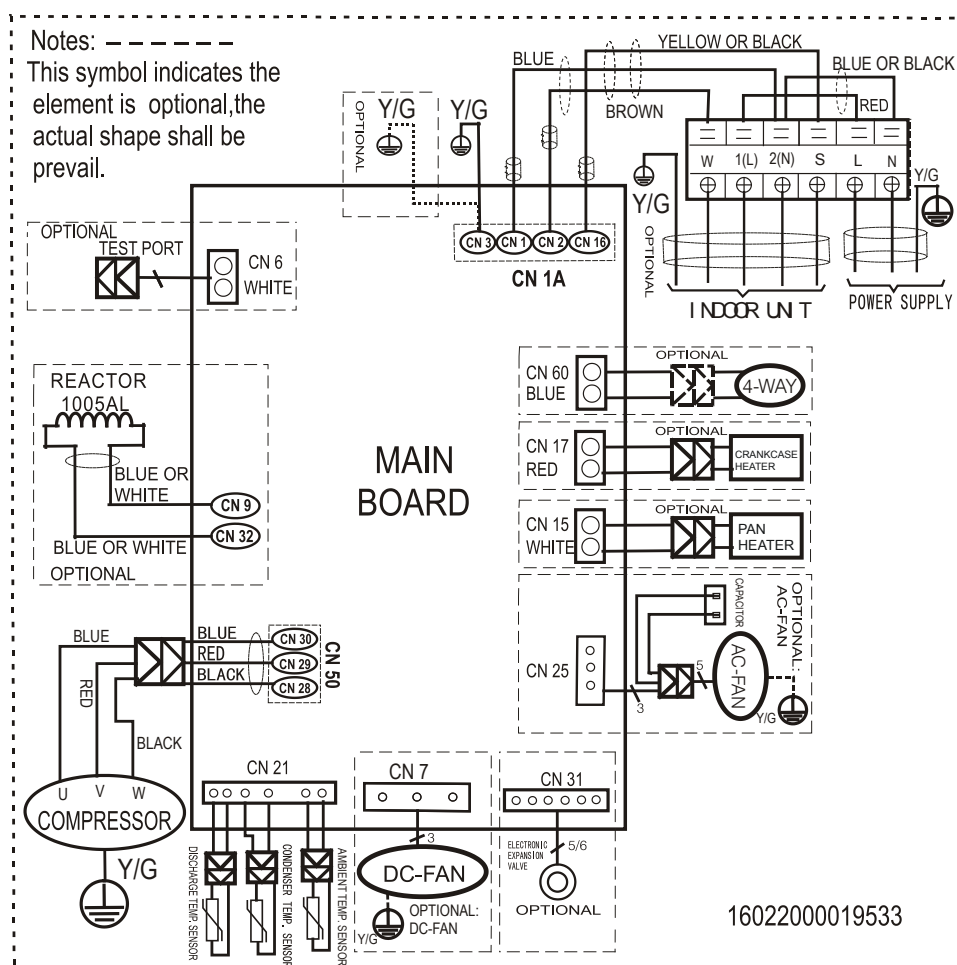 Notes: – – – – – –
This symbol indicates the
element is optional,the
actual shape shall be
prevail.
YELLOW OR BLACK
BLUE
BLUE OR BLACK
BROWN
RED
OPTIONAL
Y/G
Y/G
W 1(L) 2(N) S L N
Y/G
Y/G
OPTIONAL
INDOOR UNIT
POWER SUPPLY
CN 3
CN 1
CN 2
CN 16
CN 1A
OPTIONAL
TEST PORT
CN 6
WHITE
REACTOR
1005AL
BLUE OR
WHITE
CN 9
CN 32
BLUE OR WHITE
OPTIONAL
MAIN
BOARD
OPTIONAL
CN 60
BLUE
4-WAY
OPTIONAL
CN 17
RED
CRANKCASE
HEATER
OPTIONAL
CN 15
WHITE
PAN
HEATER
CN 25
3
5
CAPACITOR
AC-FAN
OPTIONAL:
AC-FAN
Y/G
BLUE
RED
BLACK
BLUE
RED
BLACK
CN 30
CN 29
CN 28
CN 50
U V W
COMPRESSOR
Y/G
CN 21
DISCHARGE TEMP. SENSOR
CONDENSER TEMP. SENSOR
AMBIENT TEMP. SENSOR
CN 7
3
DC-FAN
Y/G
OPTIONAL:
DC-FAN
CN 31
ELECTRONIC
EXPANSION
VALVE
5/6
OPTIONAL
16022000019533